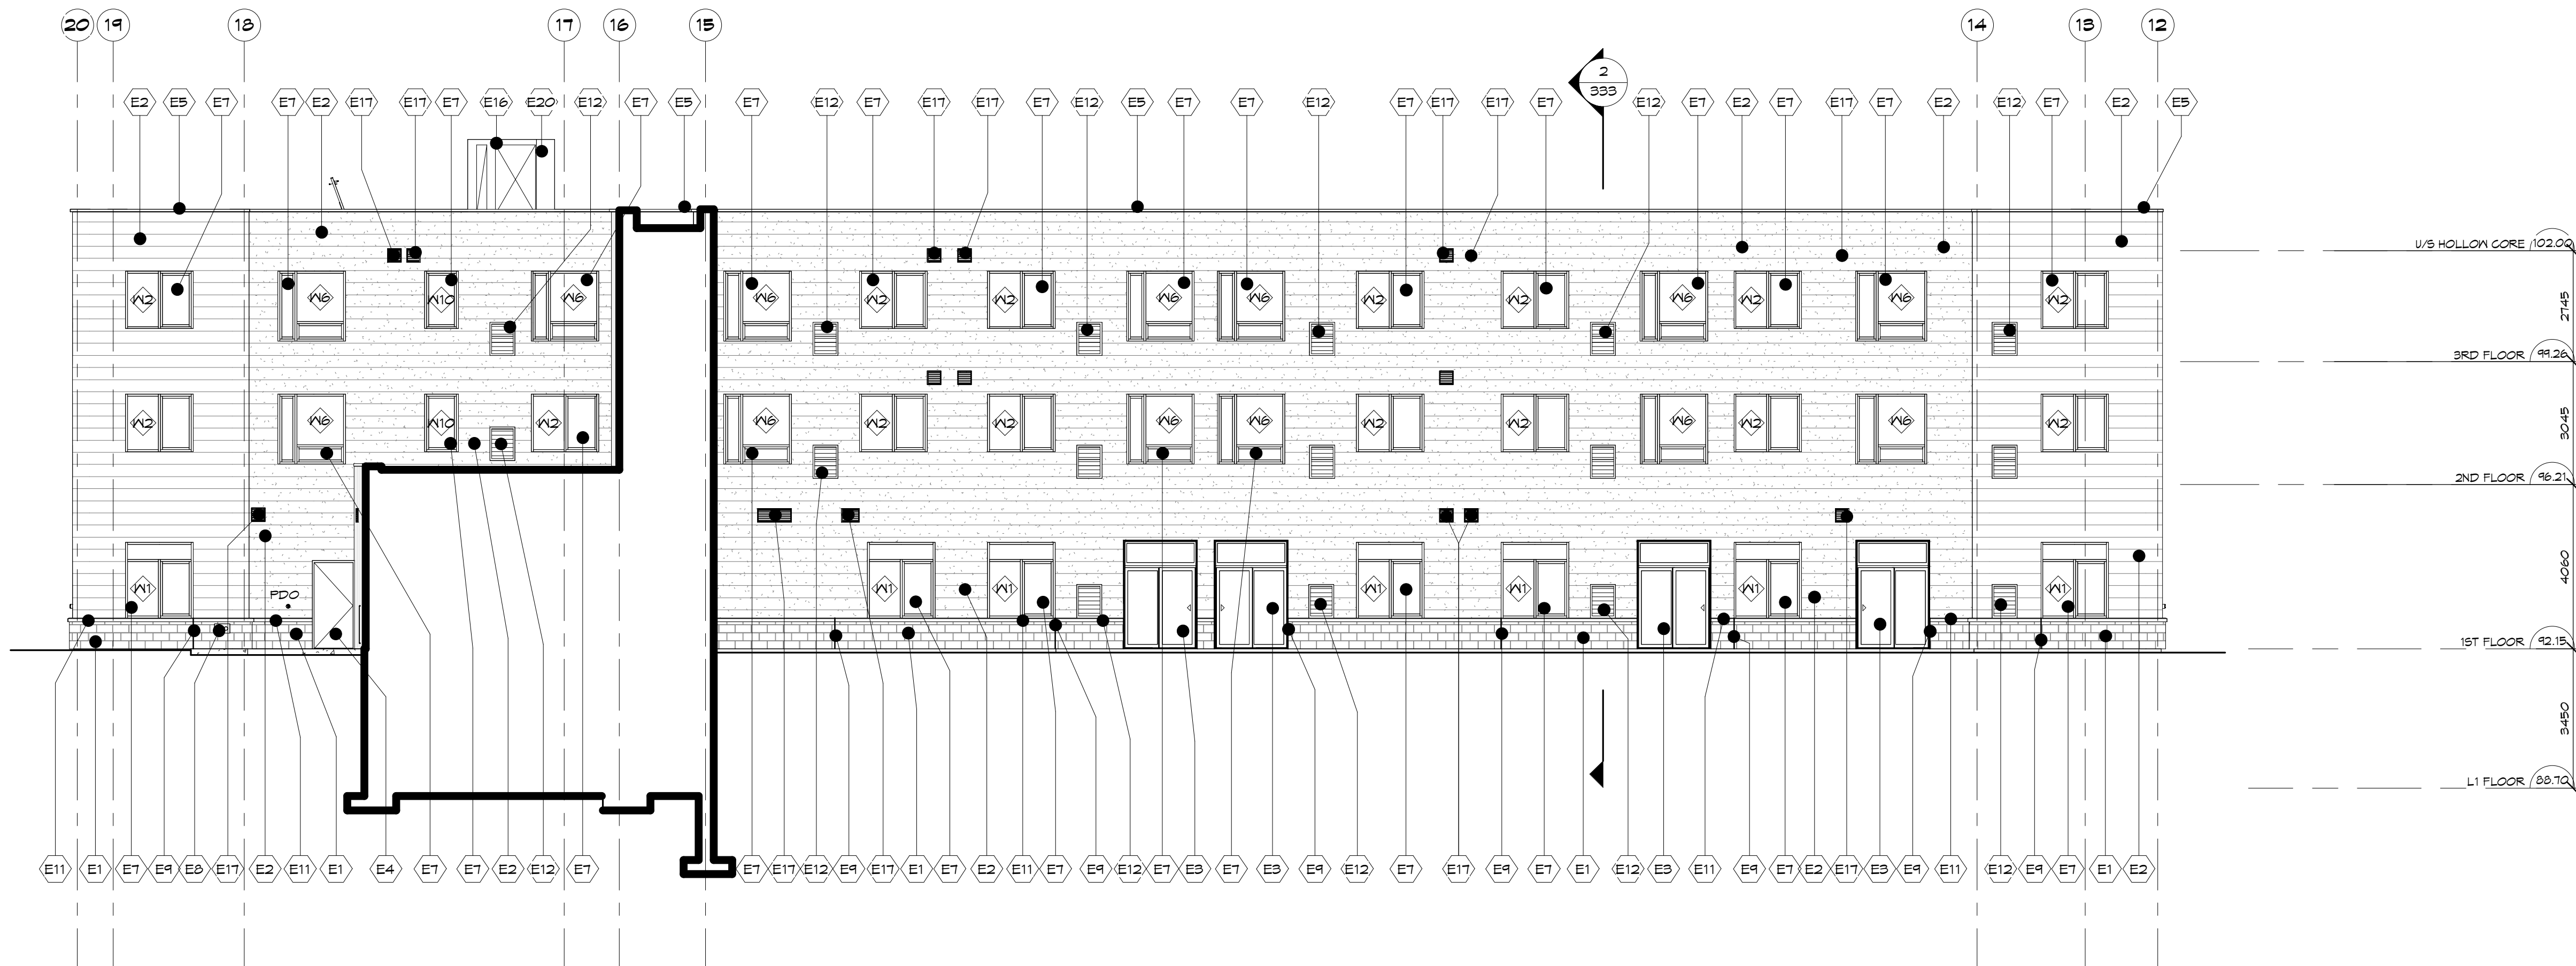 20 19 18 17 16 15 14 13 12
2
333
E2 E5 E7 E7 E2 E17 E17 E7 E16 E20 E12 E7 E5 E7 E12 E7 E17 E17 E7 E12 E5 E7 E7 E12 E7 E17 E17 E7 E12 E7 E2 E7 E17 E7 E2 E12 E7 E2 E5
U/S HOLLOW CORE 102.00
W2 W6 W10 W6 W6 W2 W2 W6 W6 W2 W2 W6 W2 W6 W2
2745
3RD FLOOR 99.26
W2 W6 W10 W2 W6 W2 W2 W6 W6 W2 W2 W6 W2 W6 W2
3045
2ND FLOOR 96.21
4060
W1 W1 W1 W1 W1 W1 W1
PDO
1ST FLOOR 92.15
3450
L1 FLOOR 88.70
E11 E1 E7 E9 E8 E17 E2 E11 E1 E4 E7 E7 E2 E12 E7 E7 E17 E12 E9 E17 E1 E7 E2 E11 E7 E9 E12 E7 E3 E7 E3 E9 E12 E7 E17 E9 E7 E1 E12 E3 E11 E9 E7 E2 E17 E3 E9 E11 E12 E9 E7 E1 E2